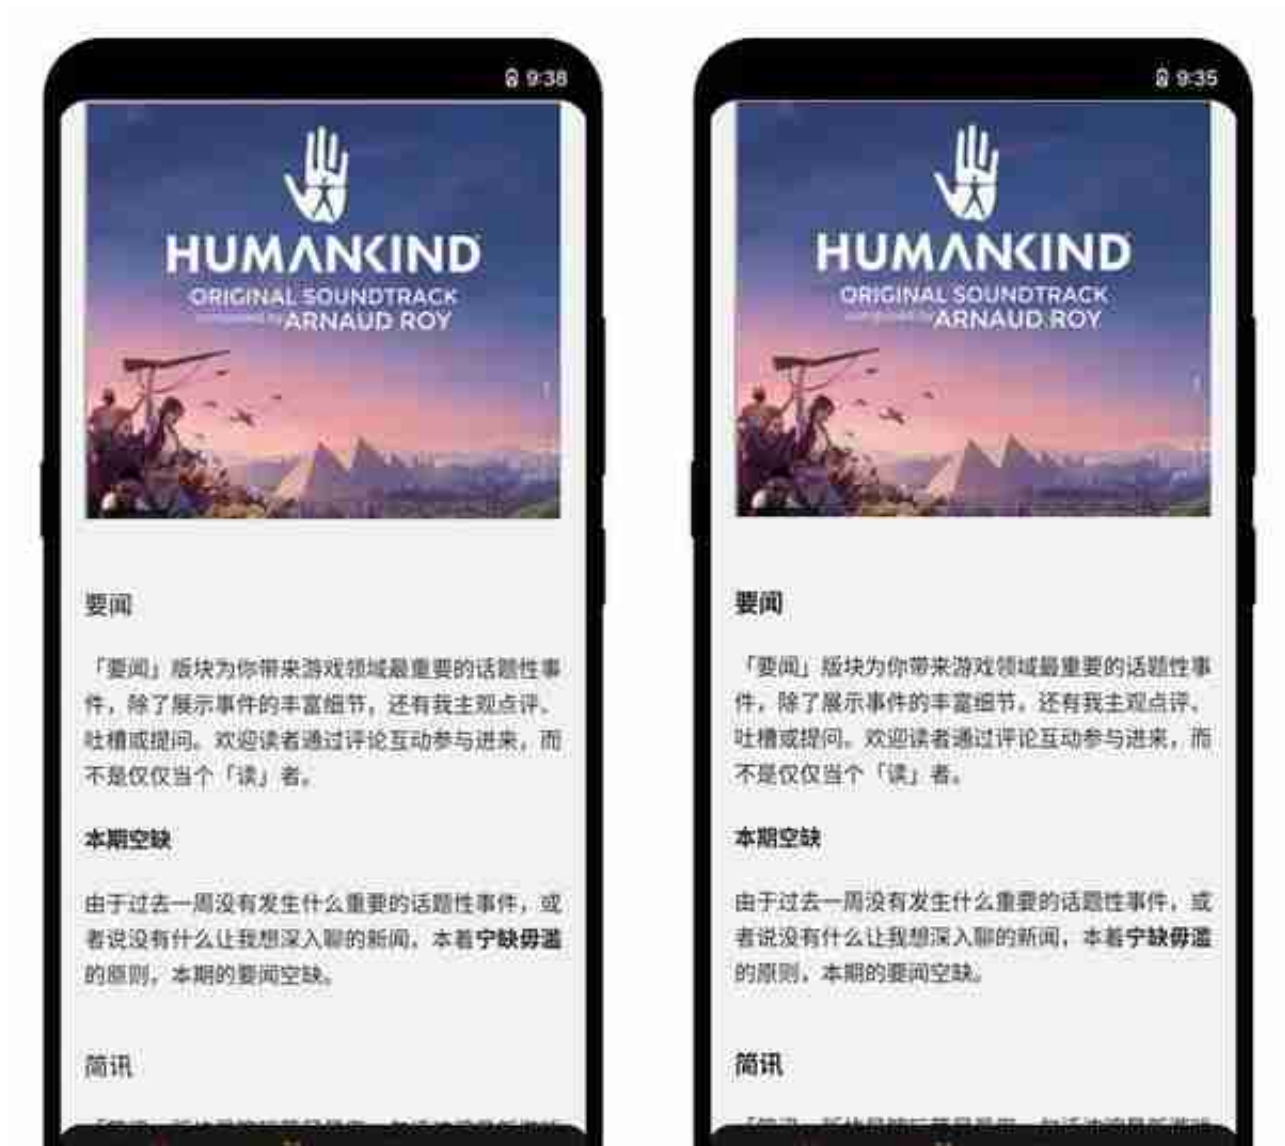 9:38
HUMANKIND
ORIGINAL SOUNDTRACK
ARNAUD ROY
要闻
「要闻」版块为你带来游戏领域最重要的话题性事
件，除了展示事件的丰富细节，还有我主观点评、
吐槽或提问。欢迎读者通过评论互动参与进来，而
不是仅仅当个「读」者。
本期空缺
由于过去一周没有发生什么重要的话题性事件，或
者说没有什么让我想深入聊的新闻，本着宁缺毋滥
的原则，本期的要闻空缺。
简讯
9:35
HUMANKIND
ORIGINAL SOUNDTRACK
ARNAUD ROY
要闻
「要闻」版块为你带来游戏领域最重要的话题性事
件，除了展示事件的丰富细节，还有我主观点评、
吐槽或提问。欢迎读者通过评论互动参与进来，而
不是仅仅当个「读」者。
本期空缺
由于过去一周没有发生什么重要的话题性事件，或
者说没有什么让我想深入聊的新闻，本着宁缺毋滥
的原则，本期的要闻空缺。
简讯